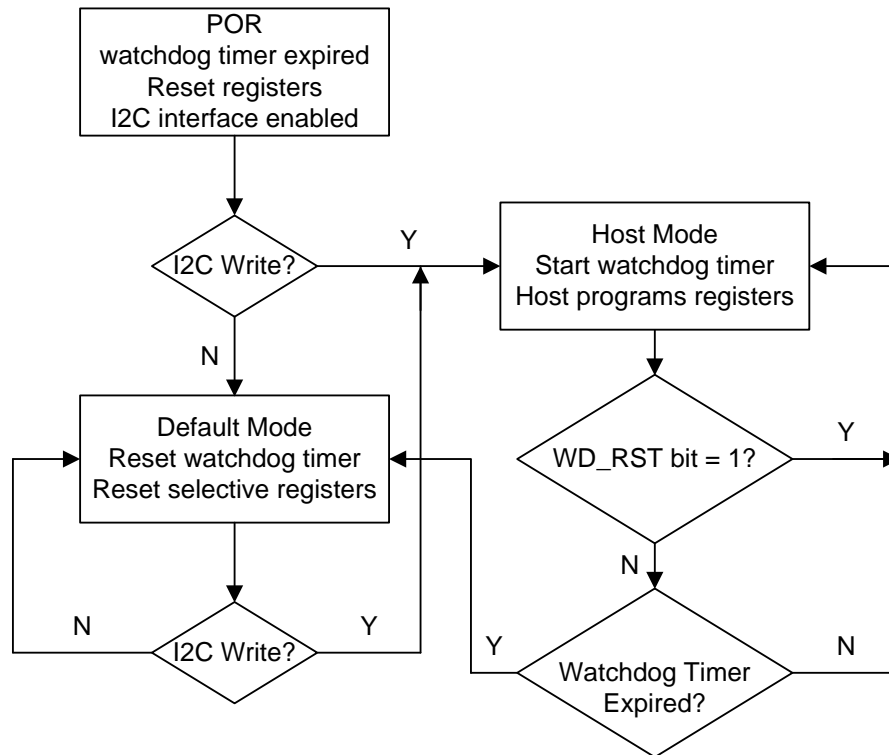 POR
watchdog timer expired
Reset registers
I2C interface enabled
I2C Write?
Y
N
Host Mode
Start watchdog timer
Host programs registers
Default Mode
Reset watchdog timer
Reset selective registers
WD_RST bit = 1?
Y
N
I2C Write?
N
Y
Watchdog Timer
Expired?
Y
N